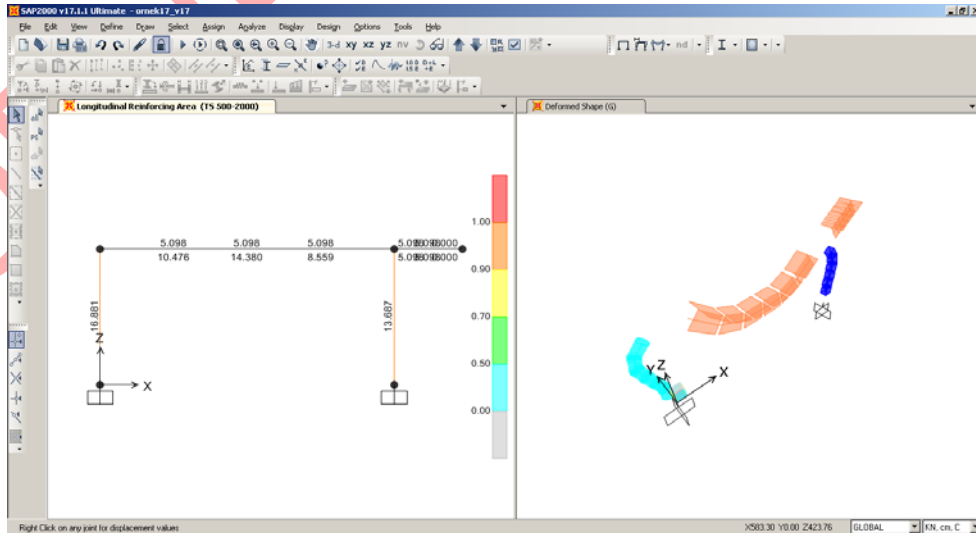 SAP2000 v17.1.1 Ultimate - ornek17_v17
File Edit View Define Draw Select Assign Analyze Display Design Options Tools Help
3-d xy xz yz nv
nd
Longitudinal Reinforcing Area (TS 500-2000)
Deformed Shape (G)
1.00
0.90
0.70
0.50
0.00
5.098 5.098 5.098
10.476 14.380 8.559
16.881
13.687
Z
X
Y Z X
Right Click on any joint for displacement values
X583.30 Y0.00 Z423.76
GLOBAL
KN, cm, C